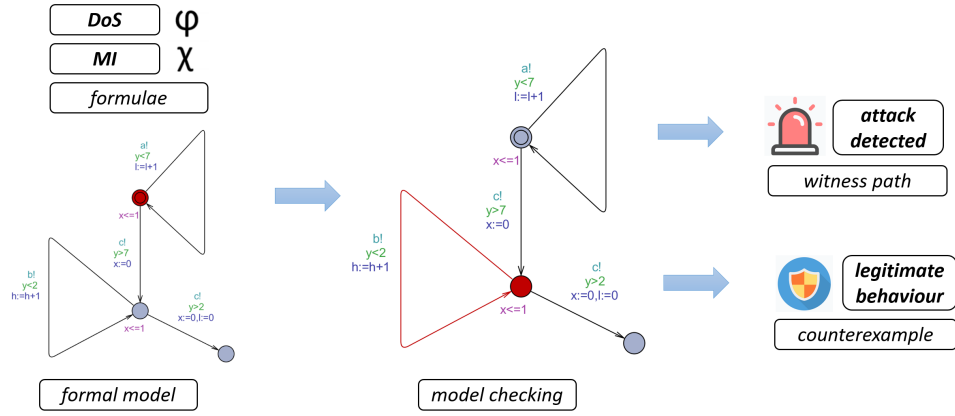 DoS φ
MI χ
formulae
a!
y<7
l:=l+1
x<=1
c!
y>7
x:=0
b!
y<2
h:=h+1
x<=1
c!
y>2
x:=0,l:=0
formal model
a!
y<7
l:=l+1
x<=1
c!
y>7
x:=0
b!
y<2
h:=h+1
x<=1
c!
y>2
x:=0,l:=0
model checking
attack
detected
witness path
legitimate
behaviour
counterexample